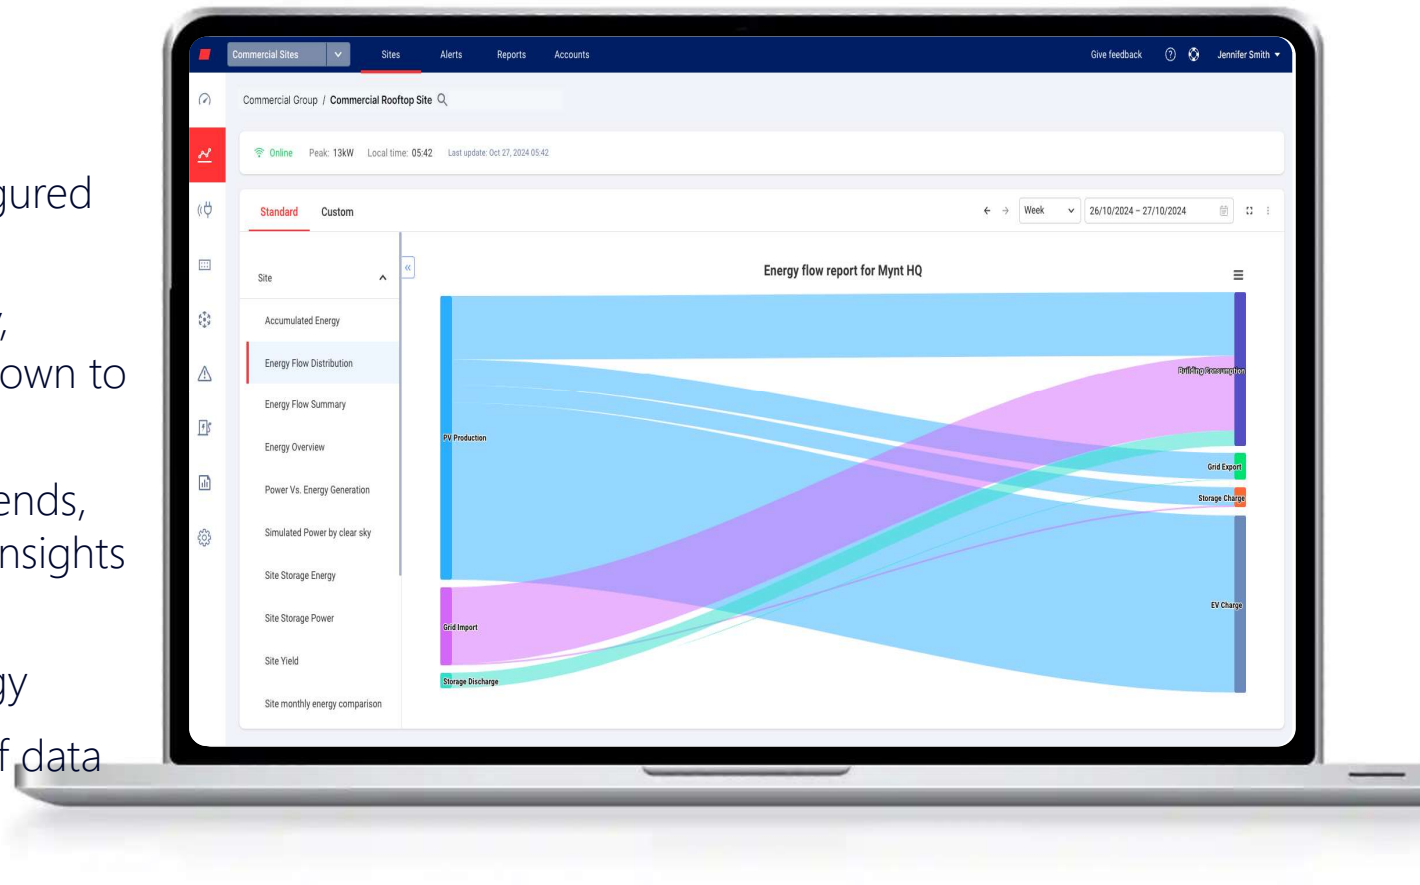 gured
,
own to
ends,
nsights
gy
f data
Commercial Sites Sites Alerts Reports Accounts Give feedback Jennifer Smith
Commercial Group / Commercial Rooftop Site
Online Peak: 13kW Local time: 05:42 Last update: Oct 27, 2024 05:42
Standard Custom Week 26/10/2024 – 27/10/2024
Site
Accumulated Energy
Energy Flow Distribution
Energy Flow Summary
Energy Overview
Power Vs. Energy Generation
Simulated Power by clear sky
Site Storage Energy
Site Storage Power
Site Yield
Site monthly energy comparison
Energy flow report for Mynt HQ
PV Production
Grid Import
Storage Discharge
Building Consumption
Grid Export
Storage Charge
EV Charge